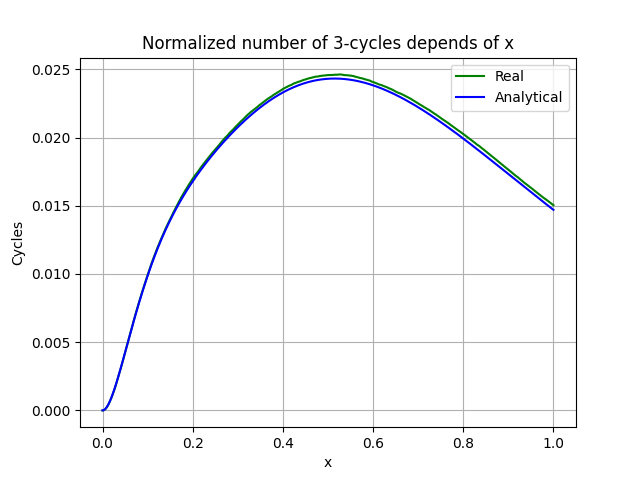 Normalized number of 3-cycles depends of x
Real
Analytical
0.025
0.020
0.015
0.010
0.005
0.000
Cycles
0.0 0.2 0.4 0.6 0.8 1.0
x